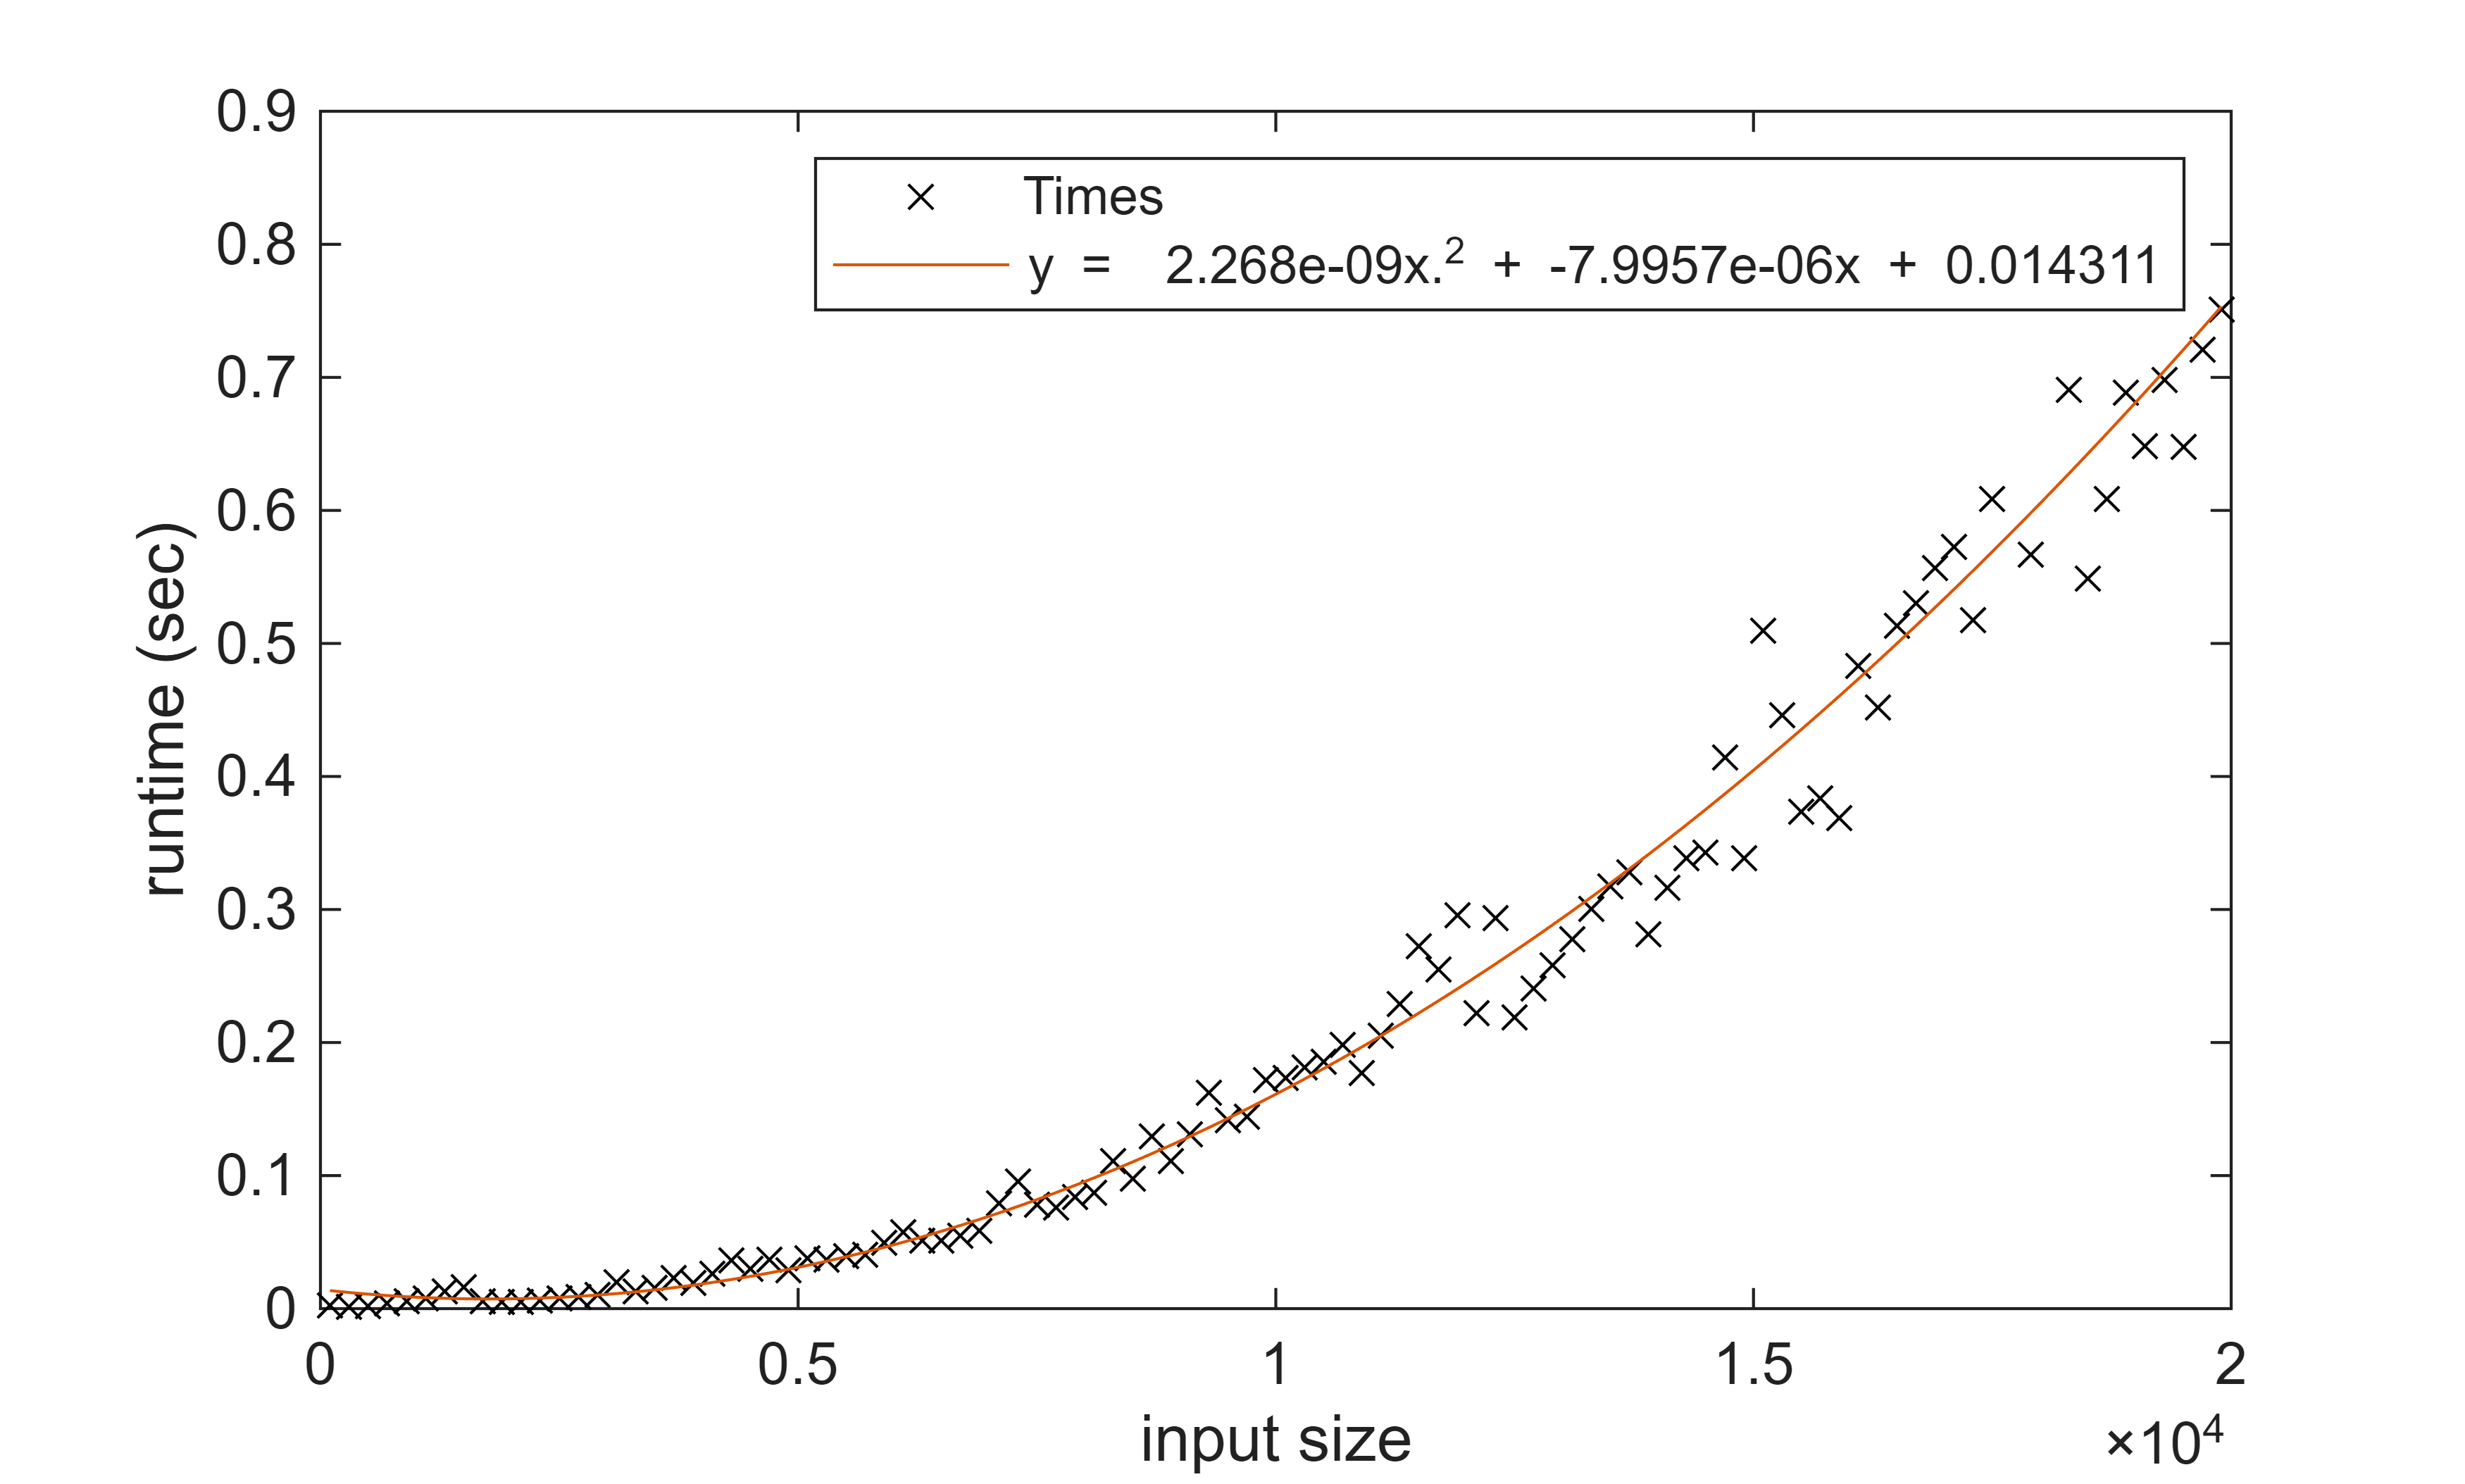 0.9
0.8
0.7
0.6
0.5
0.4
0.3
0.2
0.1
0
runtime (sec)
Times
y = 2.268e-09x.² + -7.9957e-06x + 0.014311
0 0.5 1 1.5 2
input size
×10⁴